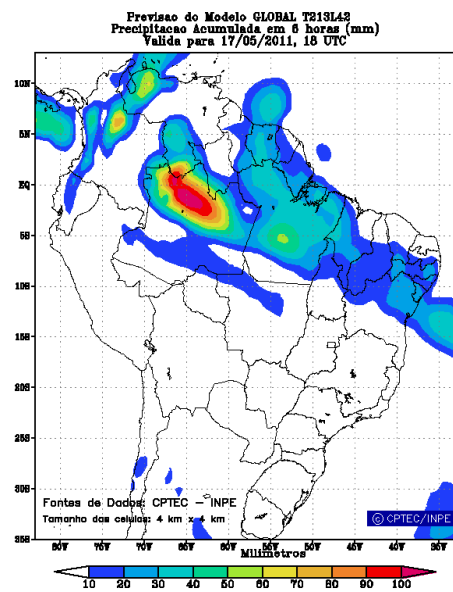 Previsao do Modelo GLOBAL T213L42
Precipitacao Acumulada em 6 horas (mm)
Valida para 17/05/2011, 18 UTC
10N
5N
EQ
5S
10S
15S
20S
25S
30S
35S
Fontes de Dados: CPTEC - INPE
Tamanho das celulas: 4 km x 4 km
© CPTEC/INPE
80W 75W 70W 65W 60W 55W 50W 45W 40W 35W
Milimetros
10 20 30 40 50 60 70 80 90 100